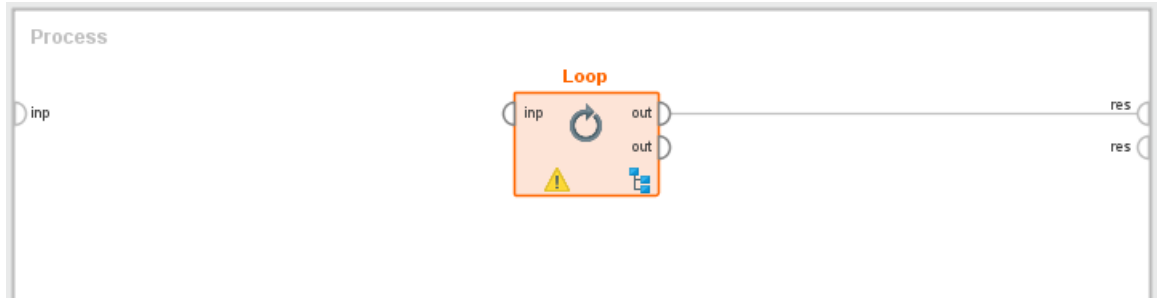 Process
Loop
inp
inp
out
res
out
res